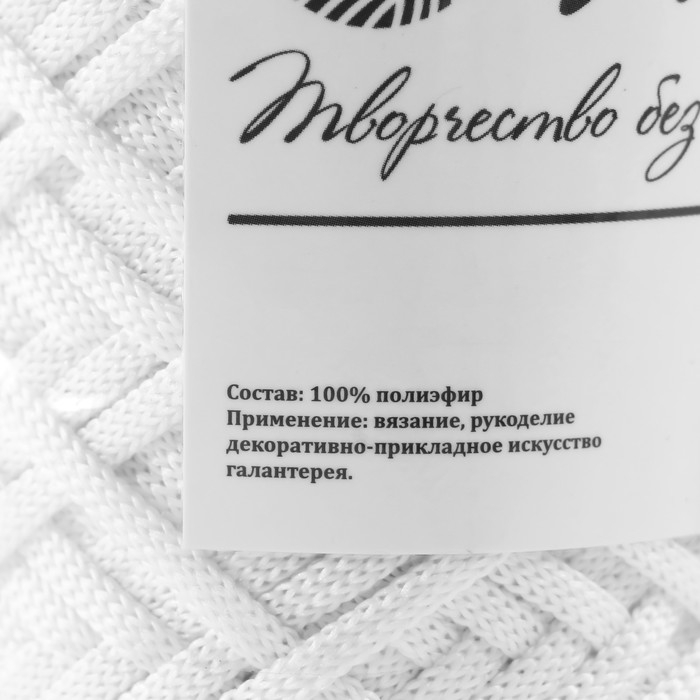 Творчество без
Состав: 100% полиэфир
Применение: вязание, рукоделие
декоративно-прикладное искусство
галантерея.